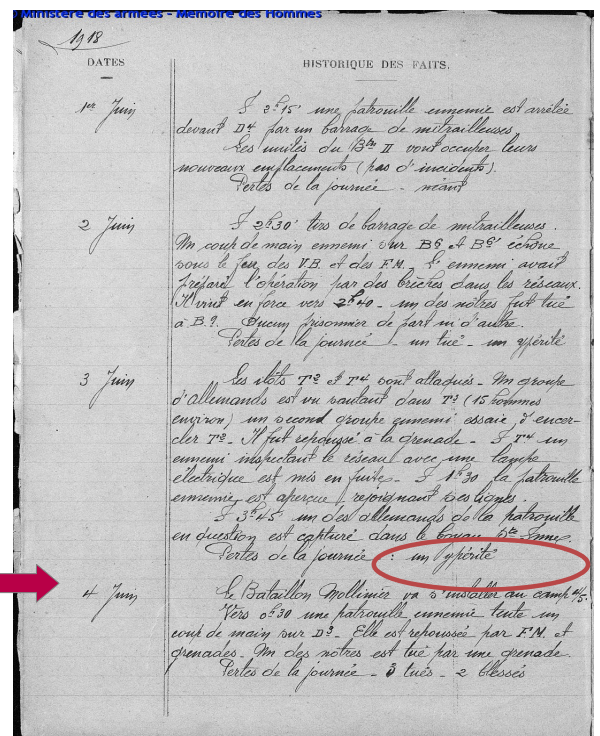 Ministère des armées - Mémoire des Hommes
1918
DATES
HISTORIQUE DES FAITS.
1er Juin
À 2h15' une patrouille ennemie est arrêtée
devant D4 par un barrage de mitrailleuses.
Les unités du Bon II vont occuper leurs
nouveaux emplacements (pas d'incidents).
Pertes de la journée - néant
2 Juin
À 2h30' tirs de barrage de mitrailleuses.
Un coup de main ennemi sur B6 et B6' échoue
sous le feu des V.B. et des F.M. L'ennemi avait
préparé l'opération par des brèches dans les réseaux.
Il vint en force vers 2h40 - un des nôtres fut tué
à B.9. Aucun prisonnier de part ni d'autre.
Pertes de la journée - un tué - un ypérité
3 Juin
Les ilots T2 et T4 sont attaqués - Un groupe
d'allemands est vu sautant dans T2 (15 hommes
environ) un second groupe ennemi essaie d'encer-
cler T2 - Il fut repoussé à la grenade - À T4 un
ennemi inspectant le réseau avec une lampe
électrique est mis en fuite - À 1h30 la patrouille
ennemie est aperçue rejoignant ses lignes.
À 3h45' un des allemands de la patrouille
en question est capturé dans le boyau Ste Anne.
Pertes de la journée : un Ypérité
4 Juin
Le Bataillon Mollinier va s'installer au camp 4/5.
Vers 0h30 une patrouille ennemie tente un
coup de main sur D3 - Elle est repoussée par F.M. et
grenades - Un des nôtres est tué par une grenade.
Pertes de la journée - 3 tués - 2 blessés